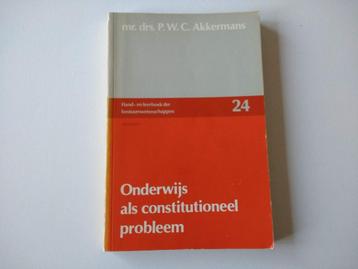 mr. drs. P. W. C. Akkermans
Hand- en leerboek der
bestuurswetenschappen
24
Onderwijs
als constitutioneel
probleem